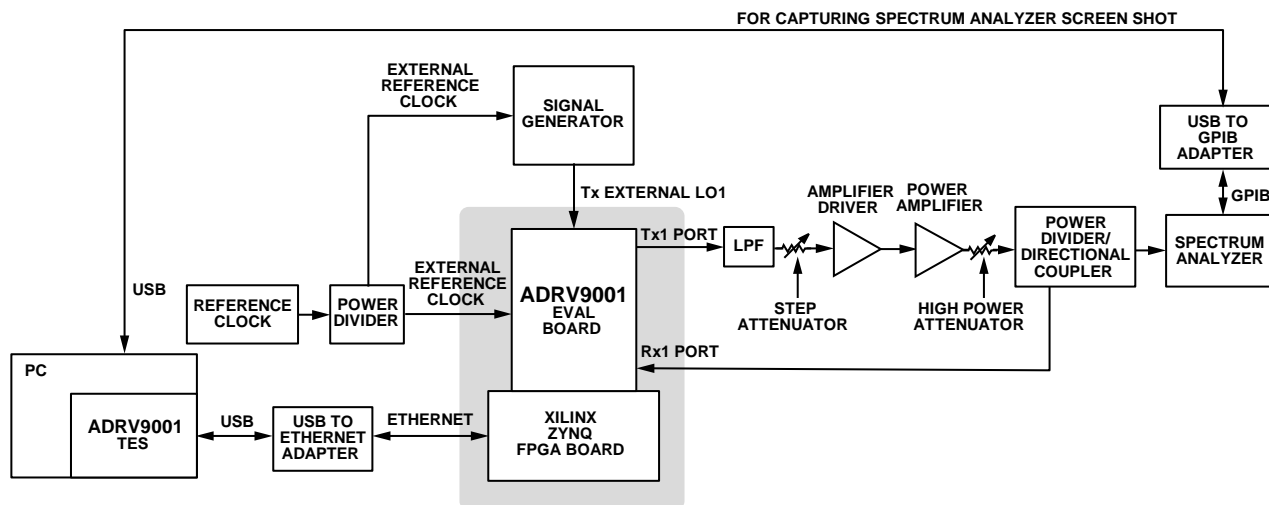 FOR CAPTURING SPECTRUM ANALYZER SCREEN SHOT
EXTERNAL
REFERENCE
CLOCK
SIGNAL
GENERATOR
USB TO
GPIB
ADAPTER
Tx EXTERNAL LO1
AMPLIFIER
DRIVER
POWER
AMPLIFIER
GPIB
Tx1 PORT
LPF
POWER
DIVIDER/
DIRECTIONAL
COUPLER
SPECTRUM
ANALYZER
USB
REFERENCE
CLOCK
POWER
DIVIDER
EXTERNAL
REFERENCE
CLOCK
ADRV9001
EVAL
BOARD
STEP
ATTENUATOR
HIGH POWER
ATTENUATOR
Rx1 PORT
PC
ADRV9001
TES
USB
USB TO
ETHERNET
ADAPTER
ETHERNET
XILINX
ZYNQ
FPGA BOARD